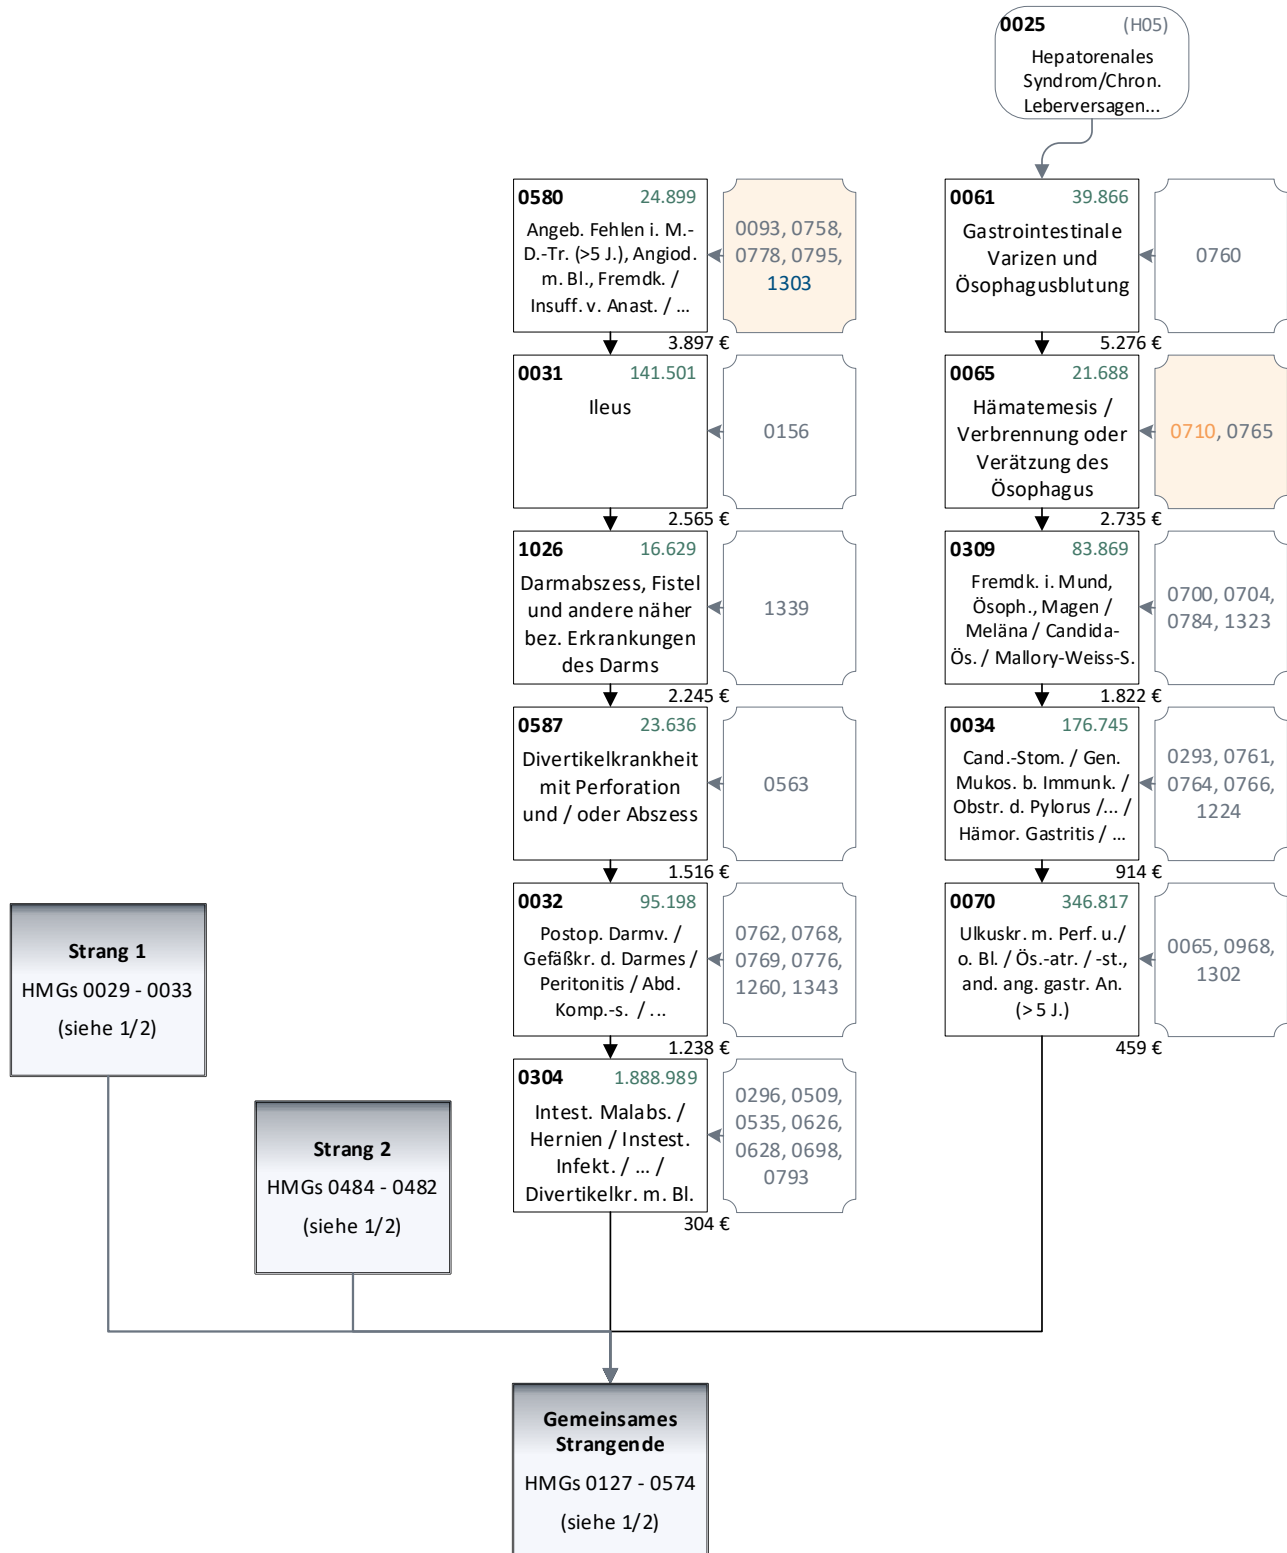 0025 (H05)
Hepatorenales
Syndrom/Chron.
Leberversagen...
0580 24.899
Angeb. Fehlen i. M.-
D.-Tr. (>5 J.), Angiod.
m. Bl., Fremdk. /
Insuff. v. Anast. / ...
3.897 €
0093, 0758,
0778, 0795,
1303
0061 39.866
Gastrointestinale
Varizen und
Ösophagusblutung
5.276 €
0760
0031 141.501
Ileus
2.565 €
0156
0065 21.688
Hämatemesis /
Verbrennung oder
Verätzung des
Ösophagus
2.735 €
0710, 0765
1026 16.629
Darmabszess, Fistel
und andere näher
bez. Erkrankungen
des Darms
2.245 €
1339
0309 83.869
Fremdk. i. Mund,
Ösoph., Magen /
Meläna / Candida-
Ös. / Mallory-Weiss-S.
1.822 €
0700, 0704,
0784, 1323
0587 23.636
Divertikelkrankheit
mit Perforation
und / oder Abszess
1.516 €
0563
0034 176.745
Cand.-Stom. / Gen.
Mukos. b. Immunk. /
Obstr. d. Pylorus /... /
Hämor. Gastritis / ...
914 €
0293, 0761,
0764, 0766,
1224
0032 95.198
Postop. Darmv. /
Gefäßkr. d. Darmes /
Peritonitis / Abd.
Komp.-s. / ...
1.238 €
0762, 0768,
0769, 0776,
1260, 1343
0070 346.817
Ulkuskr. m. Perf. u./
o. Bl. / Ös.-atr. / -st.,
and. ang. gastr. An.
(> 5 J.)
459 €
0065, 0968,
1302
0304 1.888.989
Intest. Malabs. /
Hernien / Instest.
Infekt. / ... /
Divertikelkr. m. Bl.
304 €
0296, 0509,
0535, 0626,
0628, 0698,
0793
Strang 1
HMGs 0029 - 0033
(siehe 1/2)
Strang 2
HMGs 0484 - 0482
(siehe 1/2)
Gemeinsames
Strangende
HMGs 0127 - 0574
(siehe 1/2)